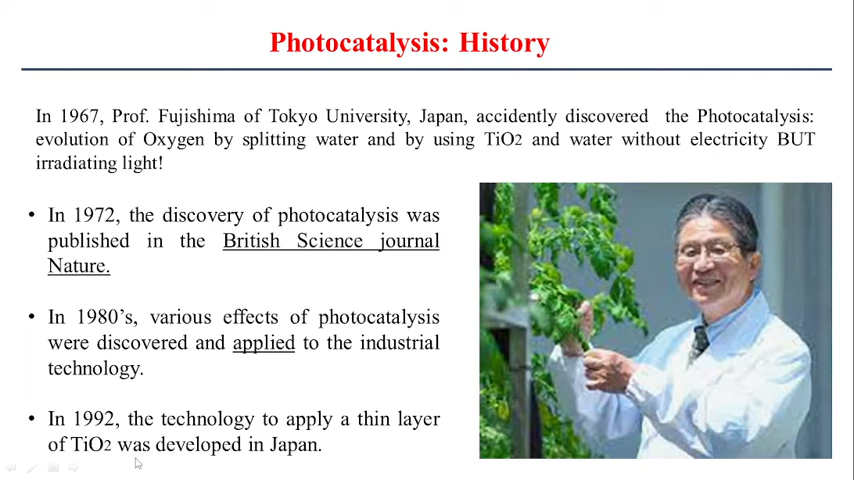 Photocatalysis: History
In 1967, Prof. Fujishima of Tokyo University, Japan, accidently discovered the Photocatalysis:
evolution of Oxygen by splitting water and by using TiO2 and water without electricity BUT
irradiating light!
• In 1972, the discovery of photocatalysis was
published in the British Science journal
Nature.
• In 1980’s, various effects of photocatalysis
were discovered and applied to the industrial
technology.
• In 1992, the technology to apply a thin layer
of TiO2 was developed in Japan.